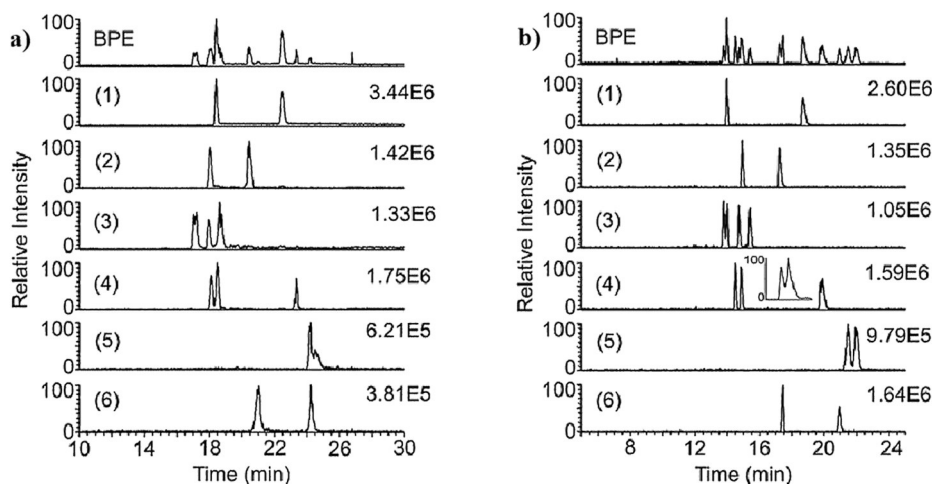 a)
Relative Intensity
100
0
BPE
100
0
(1)
3.44E6
100
0
(2)
1.42E6
100
0
(3)
1.33E6
100
0
(4)
1.75E6
100
0
(5)
6.21E5
100
0
(6)
3.81E5
10 14 18 22 26 30
Time (min)
b)
Relative Intensity
100
0
BPE
100
0
(1)
2.60E6
100
0
(2)
1.35E6
100
0
(3)
1.05E6
100
0
(4)
100
0
1.59E6
100
0
(5)
9.79E5
100
0
(6)
1.64E6
8 12 16 20 24
Time (min)